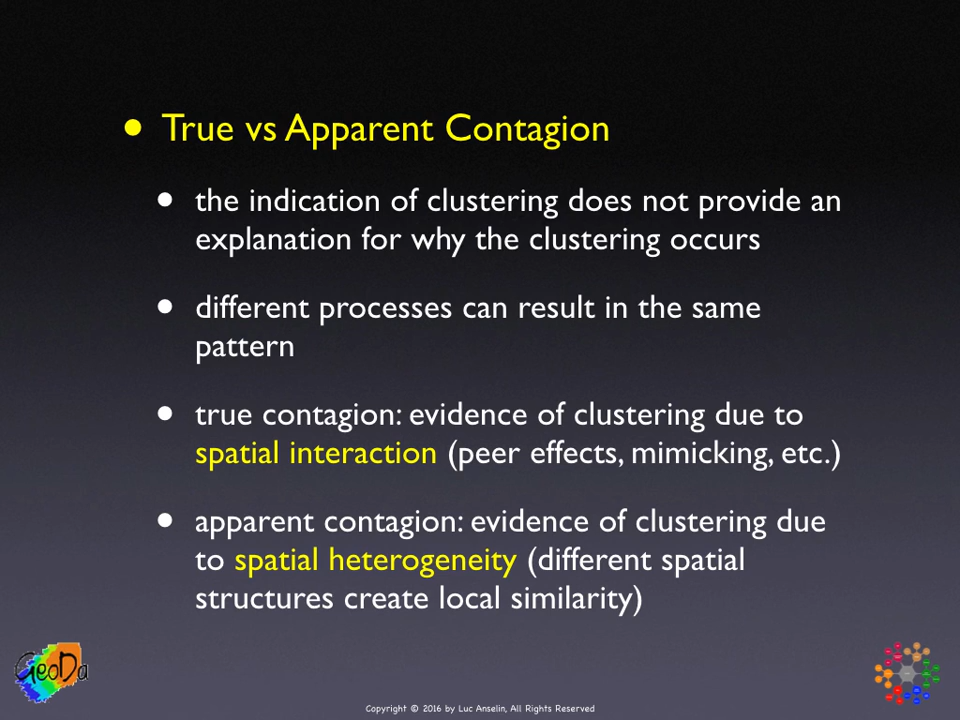 • True vs Apparent Contagion
• the indication of clustering does not provide an
explanation for why the clustering occurs
• different processes can result in the same
pattern
• true contagion: evidence of clustering due to
spatial interaction (peer effects, mimicking, etc.)
• apparent contagion: evidence of clustering due
to spatial heterogeneity (different spatial
structures create local similarity)
GeoDa
Copyright © 2016 by Luc Anselin, All Rights Reserved